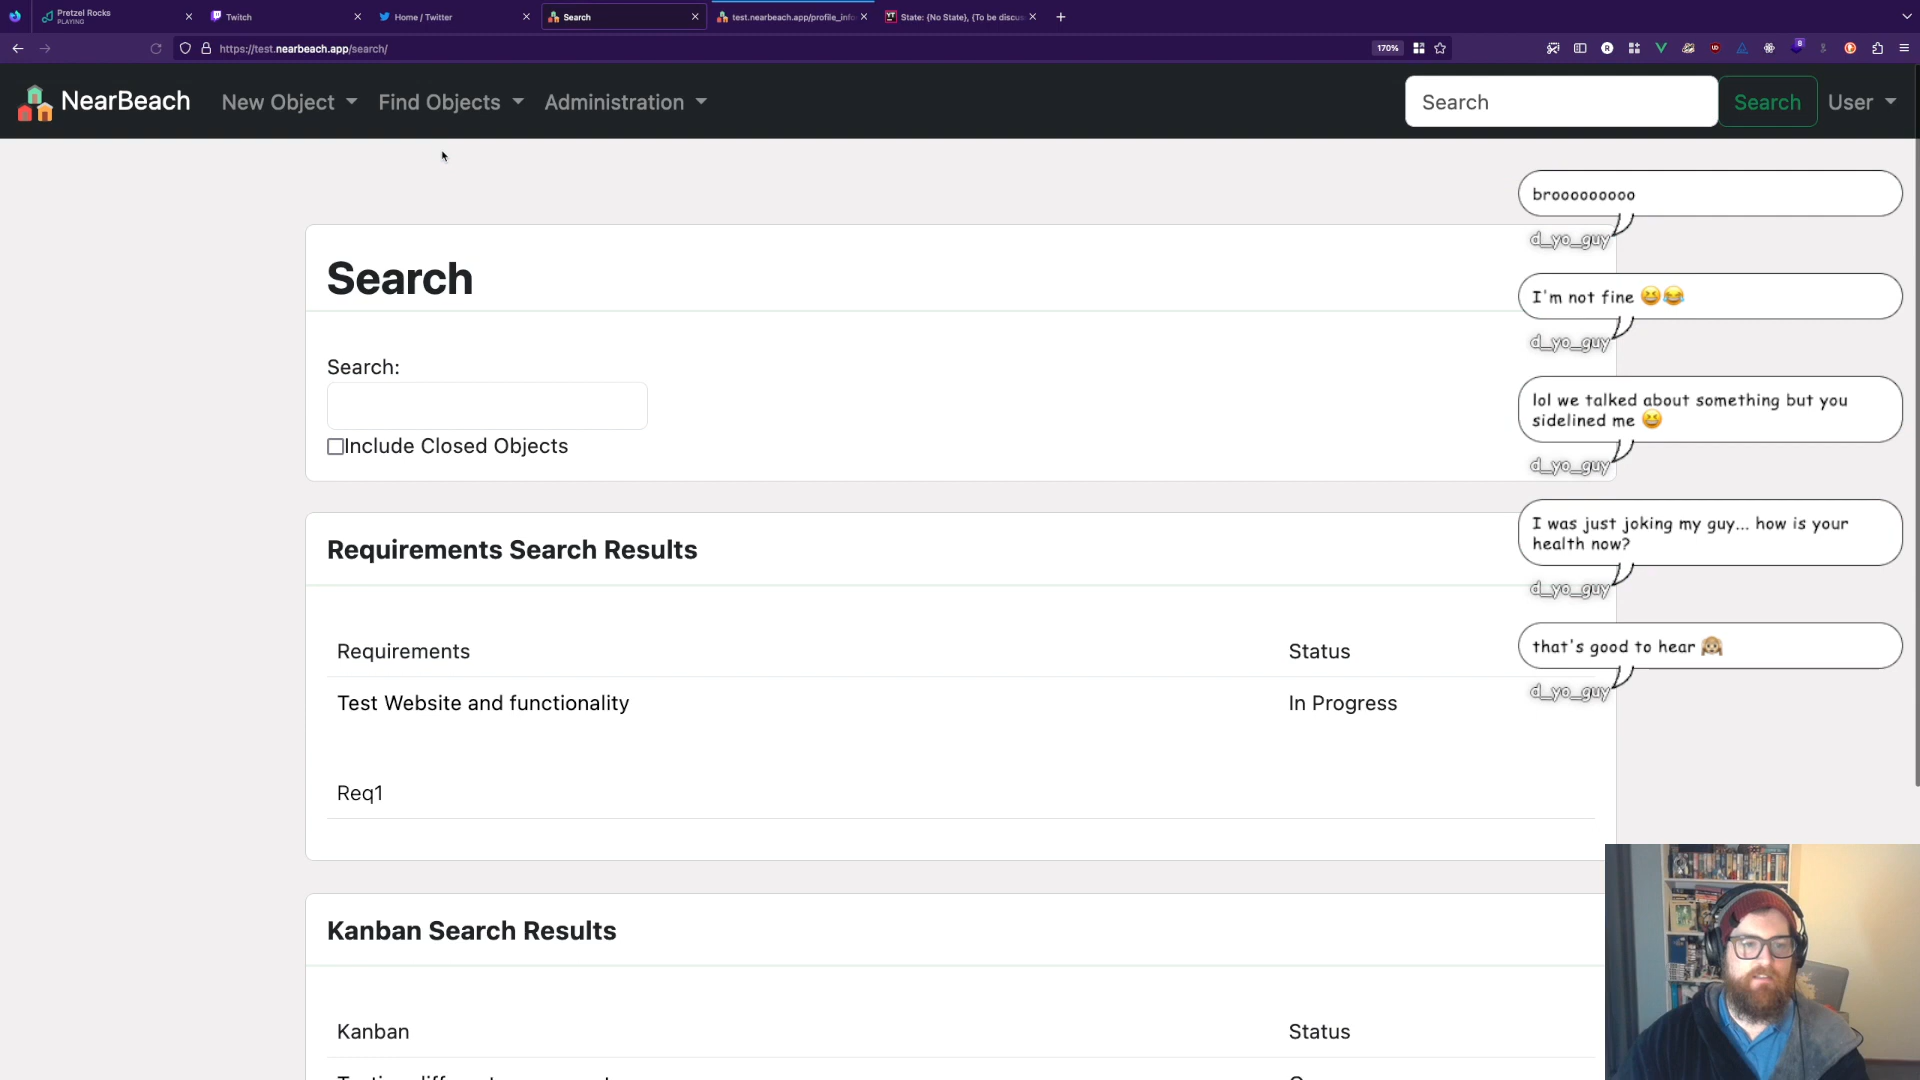 Pretzel Rocks
PLAYING
Twitch
Home / Twitter
Search
test.nearbeach.app/profile_info
State: {No State}, {To be discus
https://test.nearbeach.app/search/
170%
NearBeach
New Object
Find Objects
Administration
Search
Search
User
Search
Search:
Include Closed Objects
Requirements Search Results
Requirements
Status
Test Website and functionality
In Progress
Req1
Kanban Search Results
Kanban
Status
brooooooooo
d_yo_guy
I'm not fine 😆😂
d_yo_guy
lol we talked about something but you
sidelined me 😆
d_yo_guy
I was just joking my guy... how is your
health now?
d_yo_guy
that's good to hear 🙈
d_yo_guy